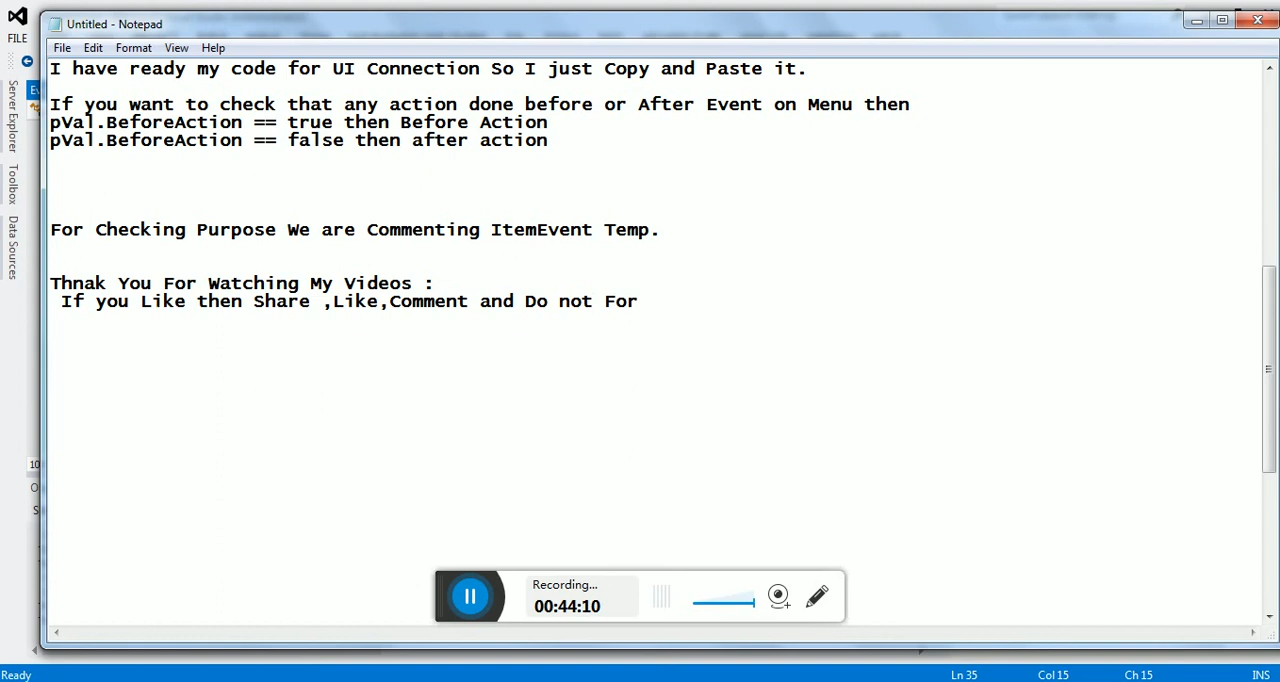 Untitled - Notepad
FILE
File Edit Format View Help
I have ready my code for UI Connection So I just Copy and Paste it.
If you want to check that any action done before or After Event on Menu then
pVal.BeforeAction == true then Before Action
pVal.BeforeAction == false then after action
For Checking Purpose We are Commenting ItemEvent Temp.
Thnak You For Watching My Videos :
If you Like then Share ,Like,Comment and Do not For
Server Explorer
Toolbox
Data Sources
Recording...
00:44:10
Ready Ln 35 Col 15 Ch 15 INS